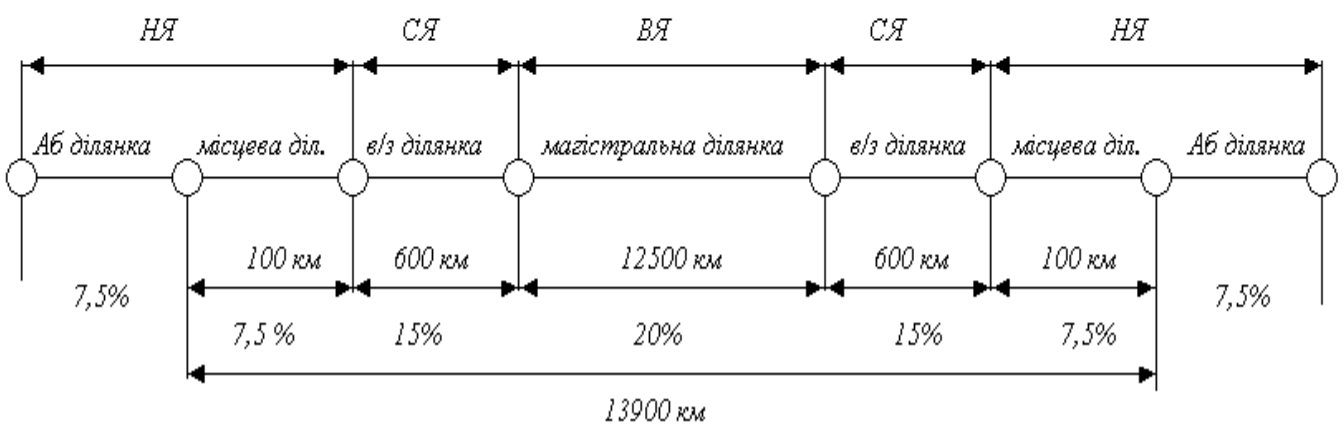 НЯ СЯ ВЯ СЯ НЯ
Аб ділянка місцева діл. в/з ділянка магістральна ділянка в/з ділянка місцева діл. Аб ділянка
100 км 600 км 12500 км 600 км 100 км
7,5% 7,5%
7,5 % 15% 20% 15% 7,5%
13900 км